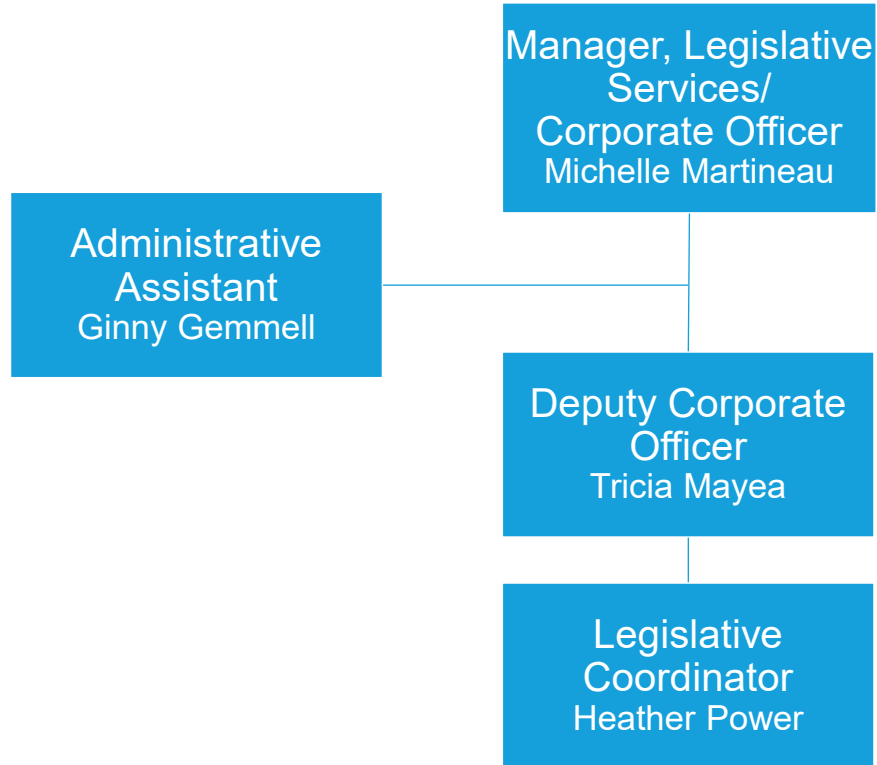 Manager, Legislative
Services/
Corporate Officer
Michelle Martineau
Administrative
Assistant
Ginny Gemmell
Deputy Corporate
Officer
Tricia Mayea
Legislative
Coordinator
Heather Power